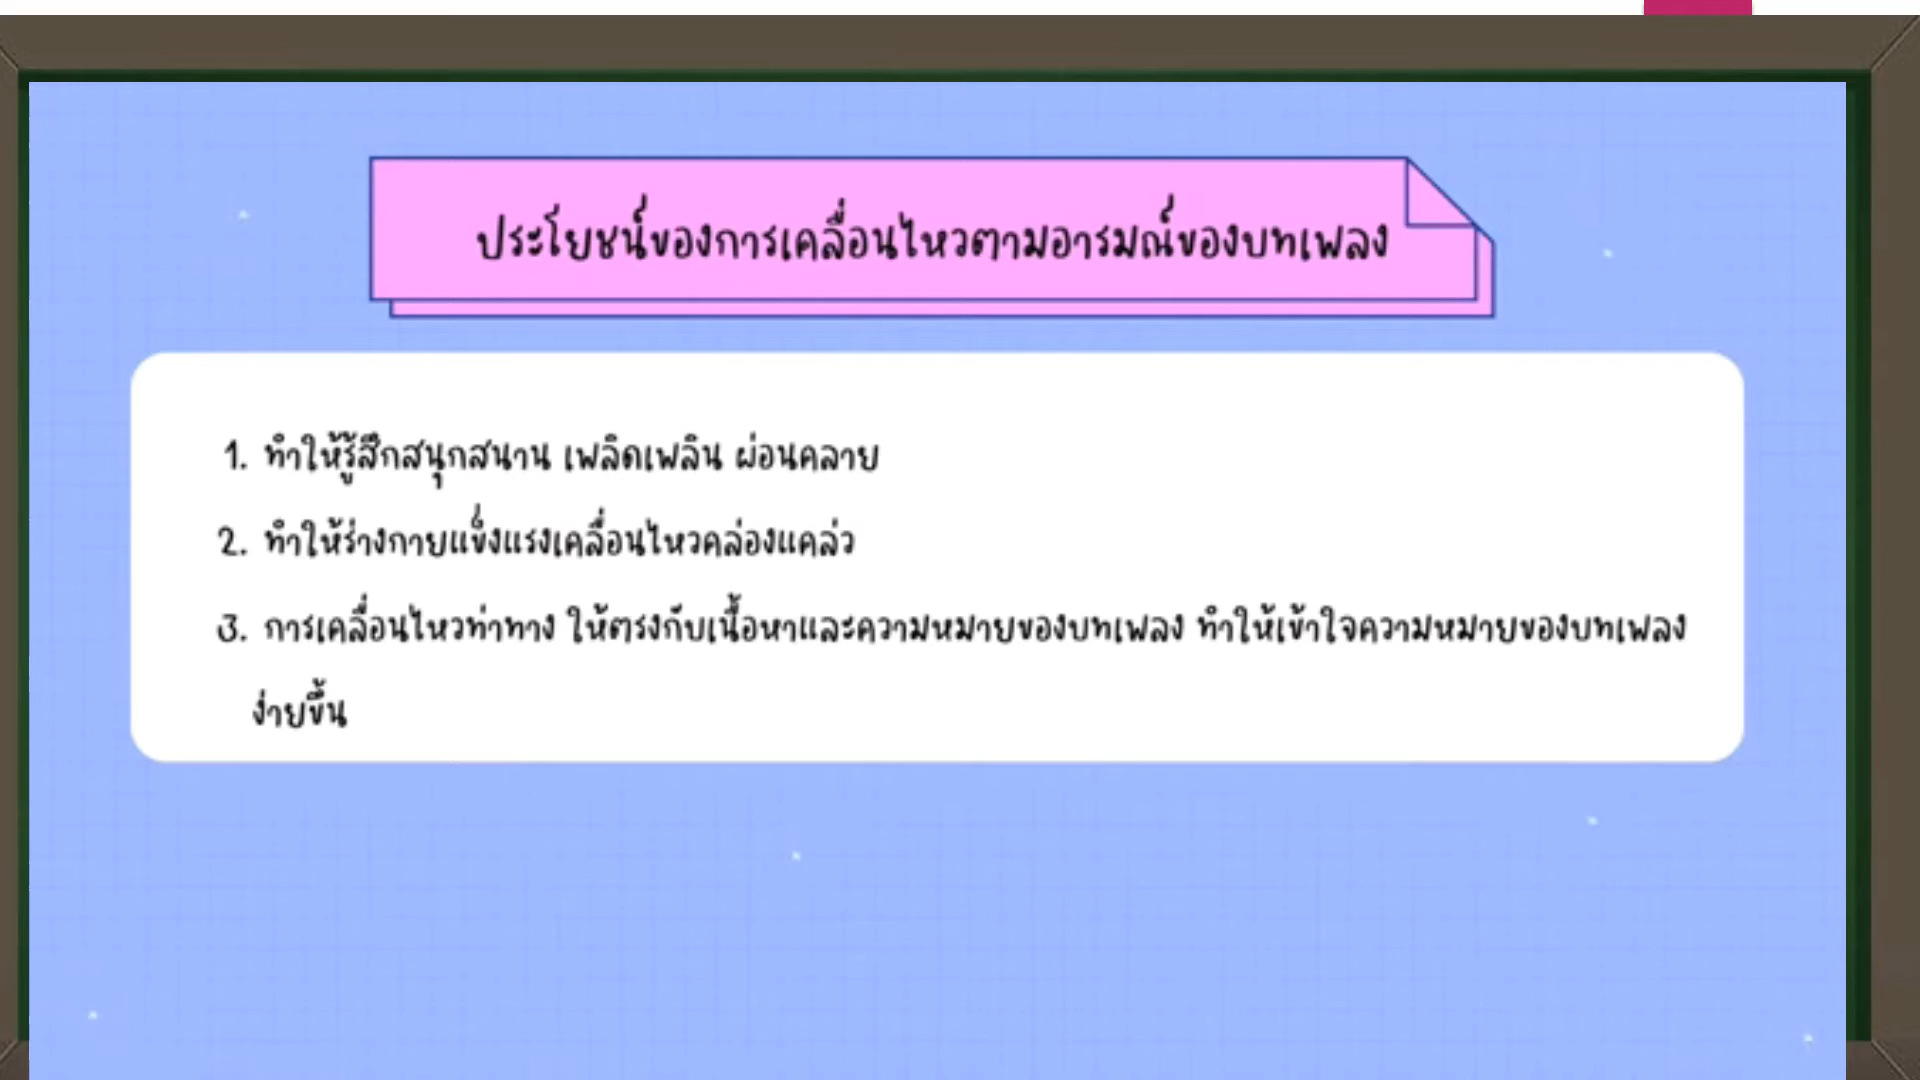 ประโยชน์ของการเคลื่อนไหวตามอารมณ์ของบทเพลง
1. ทำให้รู้สึกสนุกสนาน เพลิดเพลิน ผ่อนคลาย
2. ทำให้ร่างกายแข็งแรงเคลื่อนไหวคล่องแคล่ว
3. การเคลื่อนไหวท่าทาง ให้ตรงกับเนื้อหาและความหมายของบทเพลง ทำให้เข้าใจความหมายของบทเพลง
ง่ายขึ้น